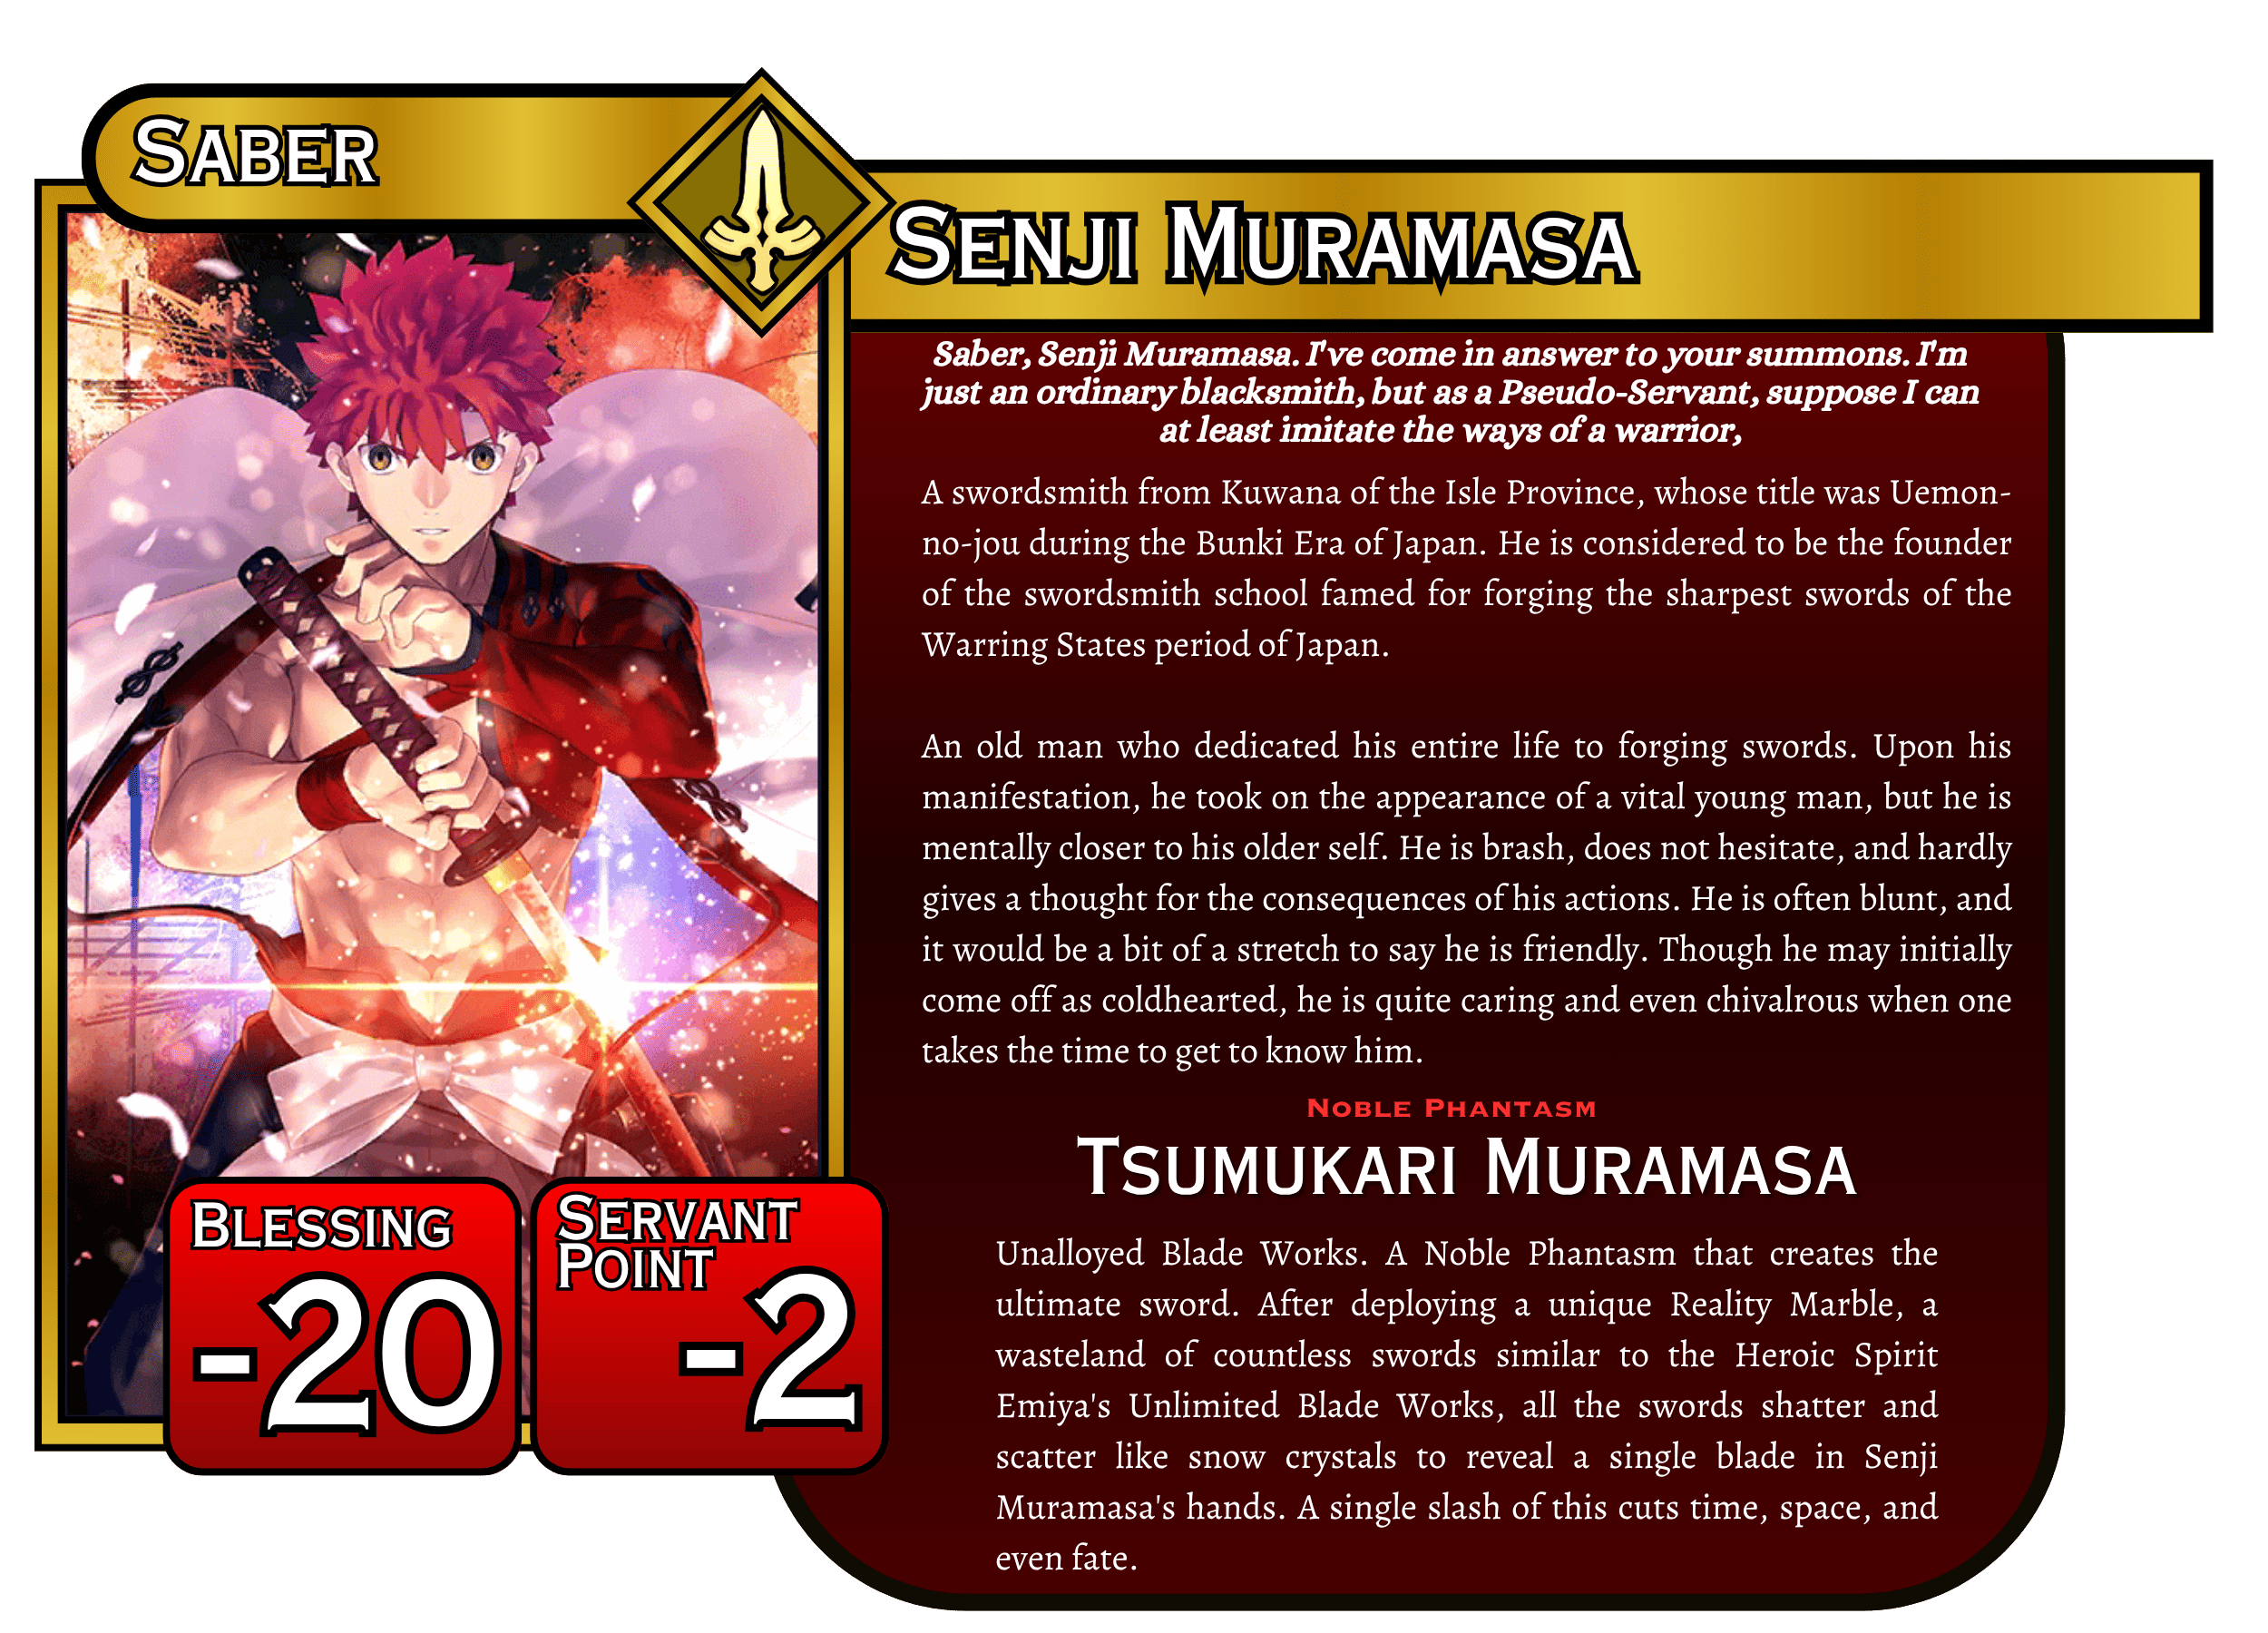 Saber
Senji Muramasa
Saber, Senji Muramasa. I've come in answer to your summons. I'm
just an ordinary blacksmith, but as a Pseudo-Servant, suppose I can
at least imitate the ways of a warrior,
A swordsmith from Kuwana of the Isle Province, whose title was Uemon-
no-jou during the Bunki Era of Japan. He is considered to be the founder
of the swordsmith school famed for forging the sharpest swords of the
Warring States period of Japan.
An old man who dedicated his entire life to forging swords. Upon his
manifestation, he took on the appearance of a vital young man, but he is
mentally closer to his older self. He is brash, does not hesitate, and hardly
gives a thought for the consequences of his actions. He is often blunt, and
it would be a bit of a stretch to say he is friendly. Though he may initially
come off as coldhearted, he is quite caring and even chivalrous when one
takes the time to get to know him.
Noble Phantasm
Tsumukari Muramasa
Unalloyed Blade Works. A Noble Phantasm that creates the
ultimate sword. After deploying a unique Reality Marble, a
wasteland of countless swords similar to the Heroic Spirit
Emiya's Unlimited Blade Works, all the swords shatter and
scatter like snow crystals to reveal a single blade in Senji
Muramasa's hands. A single slash of this cuts time, space, and
even fate.
Blessing
-20
Servant
Point
-2